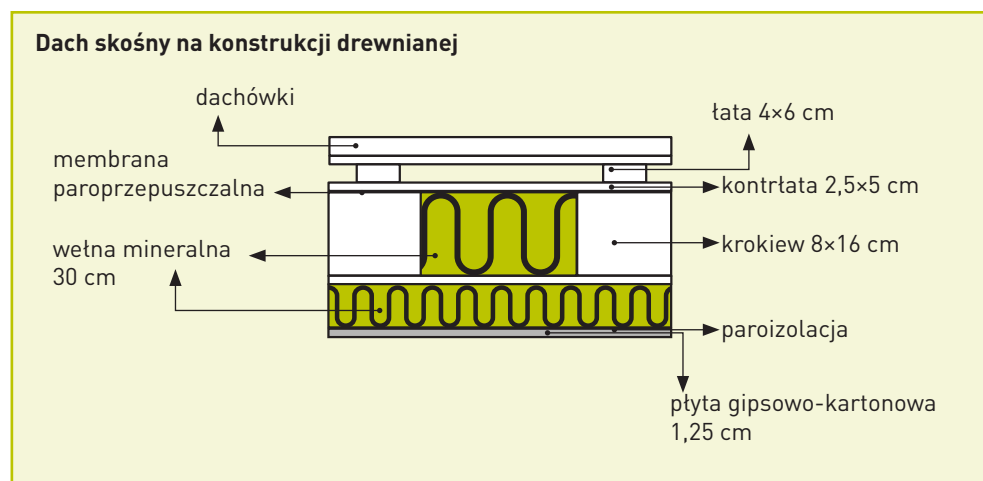 Dach skośny na konstrukcji drewnianej
dachówki
łata 4×6 cm
membrana
paroprzepuszczalna
kontrłata 2,5×5 cm
wełna mineralna
30 cm
krokiew 8×16 cm
paroizolacja
płyta gipsowo-kartonowa
1,25 cm